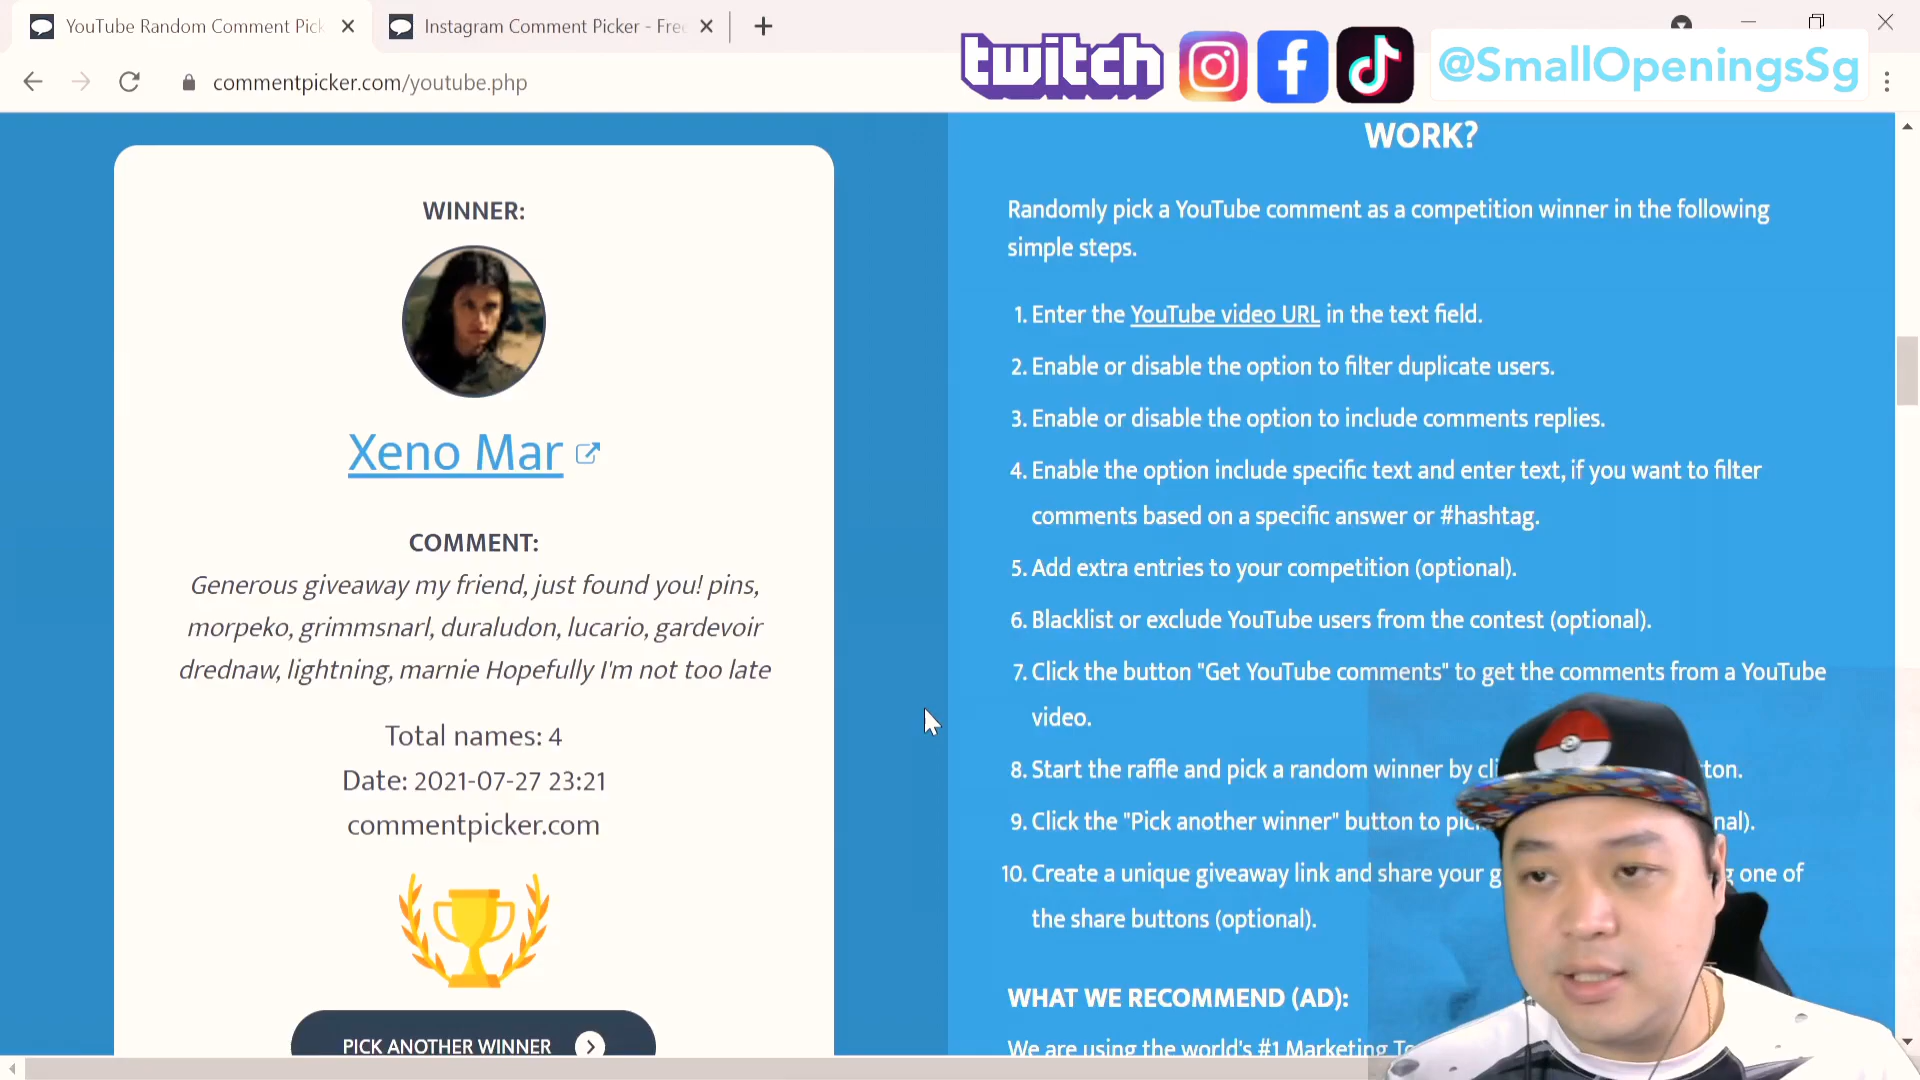 YouTube Random Comment Pick
Instagram Comment Picker - Free
commentpicker.com/youtube.php
twitch
@SmallOpeningsSg
WINNER:
Xeno Mar
COMMENT:
Generous giveaway my friend, just found you! pins,
morpeko, grimmsnarl, duraludon, lucario, gardevoir
drednaw, lightning, marnie Hopefully I'm not too late
Total names: 4
Date: 2021-07-27 23:21
commentpicker.com
PICK ANOTHER WINNER
WORK?
Randomly pick a YouTube comment as a competition winner in the following
simple steps.
1. Enter the YouTube video URL in the text field.
2. Enable or disable the option to filter duplicate users.
3. Enable or disable the option to include comments replies.
4. Enable the option include specific text and enter text, if you want to filter
comments based on a specific answer or #hashtag.
5. Add extra entries to your competition (optional).
6. Blacklist or exclude YouTube users from the contest (optional).
7. Click the button "Get YouTube comments" to get the comments from a YouTube
video.
8. Start the raffle and pick a random winner by
9. Click the "Pick another winner" button to
10. Create a unique giveaway link and share your one of
the share buttons (optional).
WHAT WE RECOMMEND (AD):
We are using the world's #1 Marketing